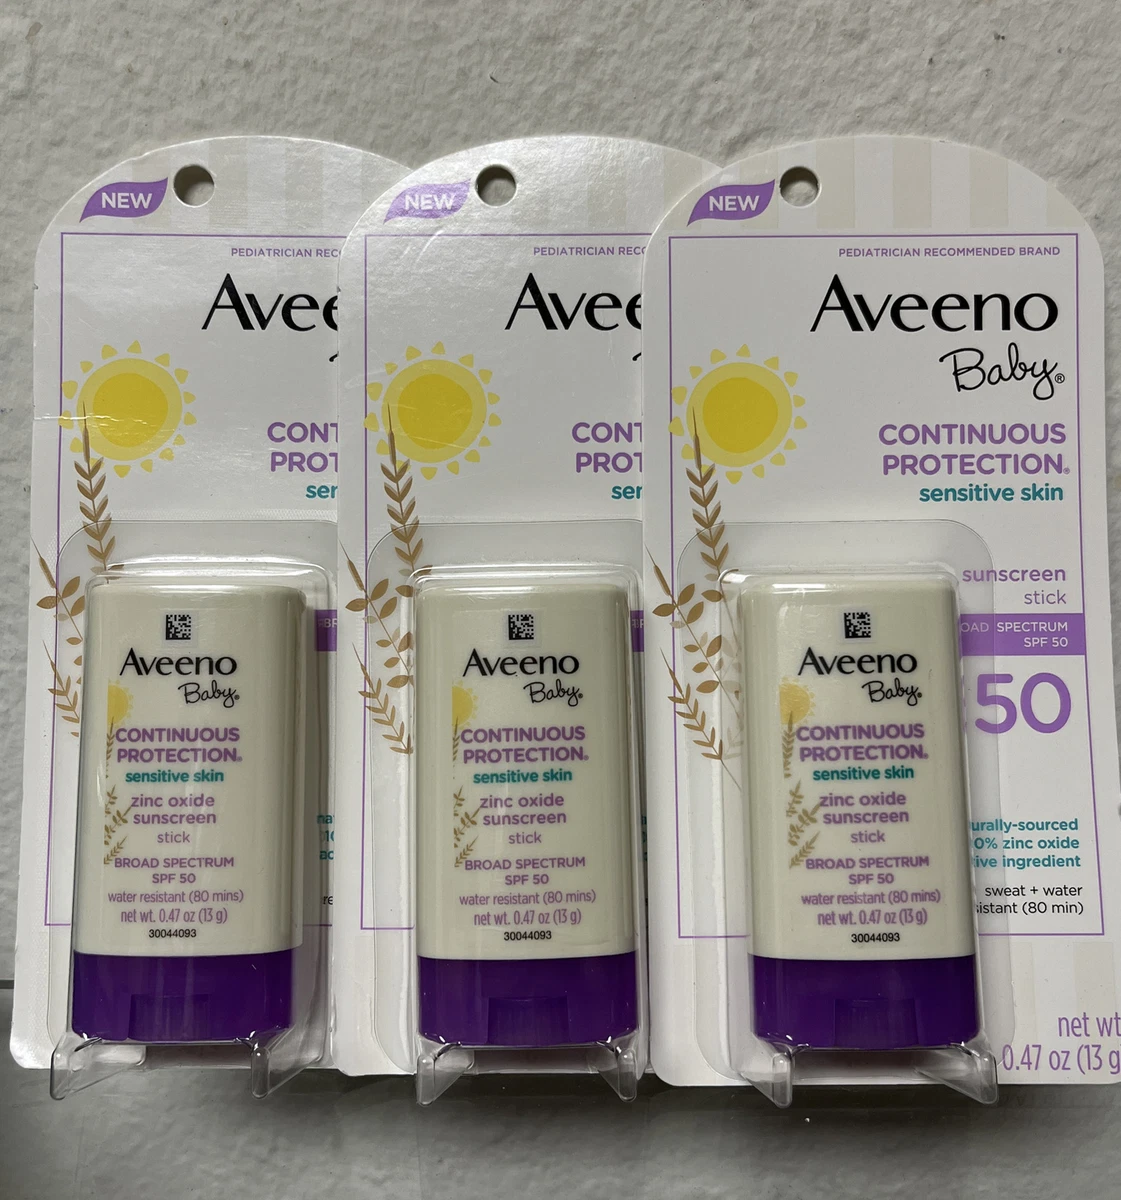 NEW
PEDIATRICIAN REC
Avee
CONT
PROT
sen
Aveeno
Baby®
CONTINUOUS
PROTECTION®
sensitive skin
zinc oxide
sunscreen
stick
BROAD SPECTRUM
SPF 50
water resistant (80 mins)
net wt. 0.47 oz (13 g)
30044093
NEW
PEDIATRICIAN REC
Avee
CONT
PROT
sen
Aveeno
Baby®
CONTINUOUS
PROTECTION®
sensitive skin
zinc oxide
sunscreen
stick
BROAD SPECTRUM
SPF 50
water resistant (80 mins)
net wt. 0.47 oz (13 g)
30044093
NEW
PEDIATRICIAN RECOMMENDED BRAND
Aveeno
Baby®
CONTINUOUS
PROTECTION®
sensitive skin
sunscreen
stick
OAD SPECTRUM
SPF 50
50
urally-sourced
0% zinc oxide
tive ingredient
sweat + water
sistant (80 min)
net wt
0.47 oz (13 g
Aveeno
Baby®
CONTINUOUS
PROTECTION®
sensitive skin
zinc oxide
sunscreen
stick
BROAD SPECTRUM
SPF 50
water resistant (80 mins)
net wt. 0.47 oz (13 g)
30044093